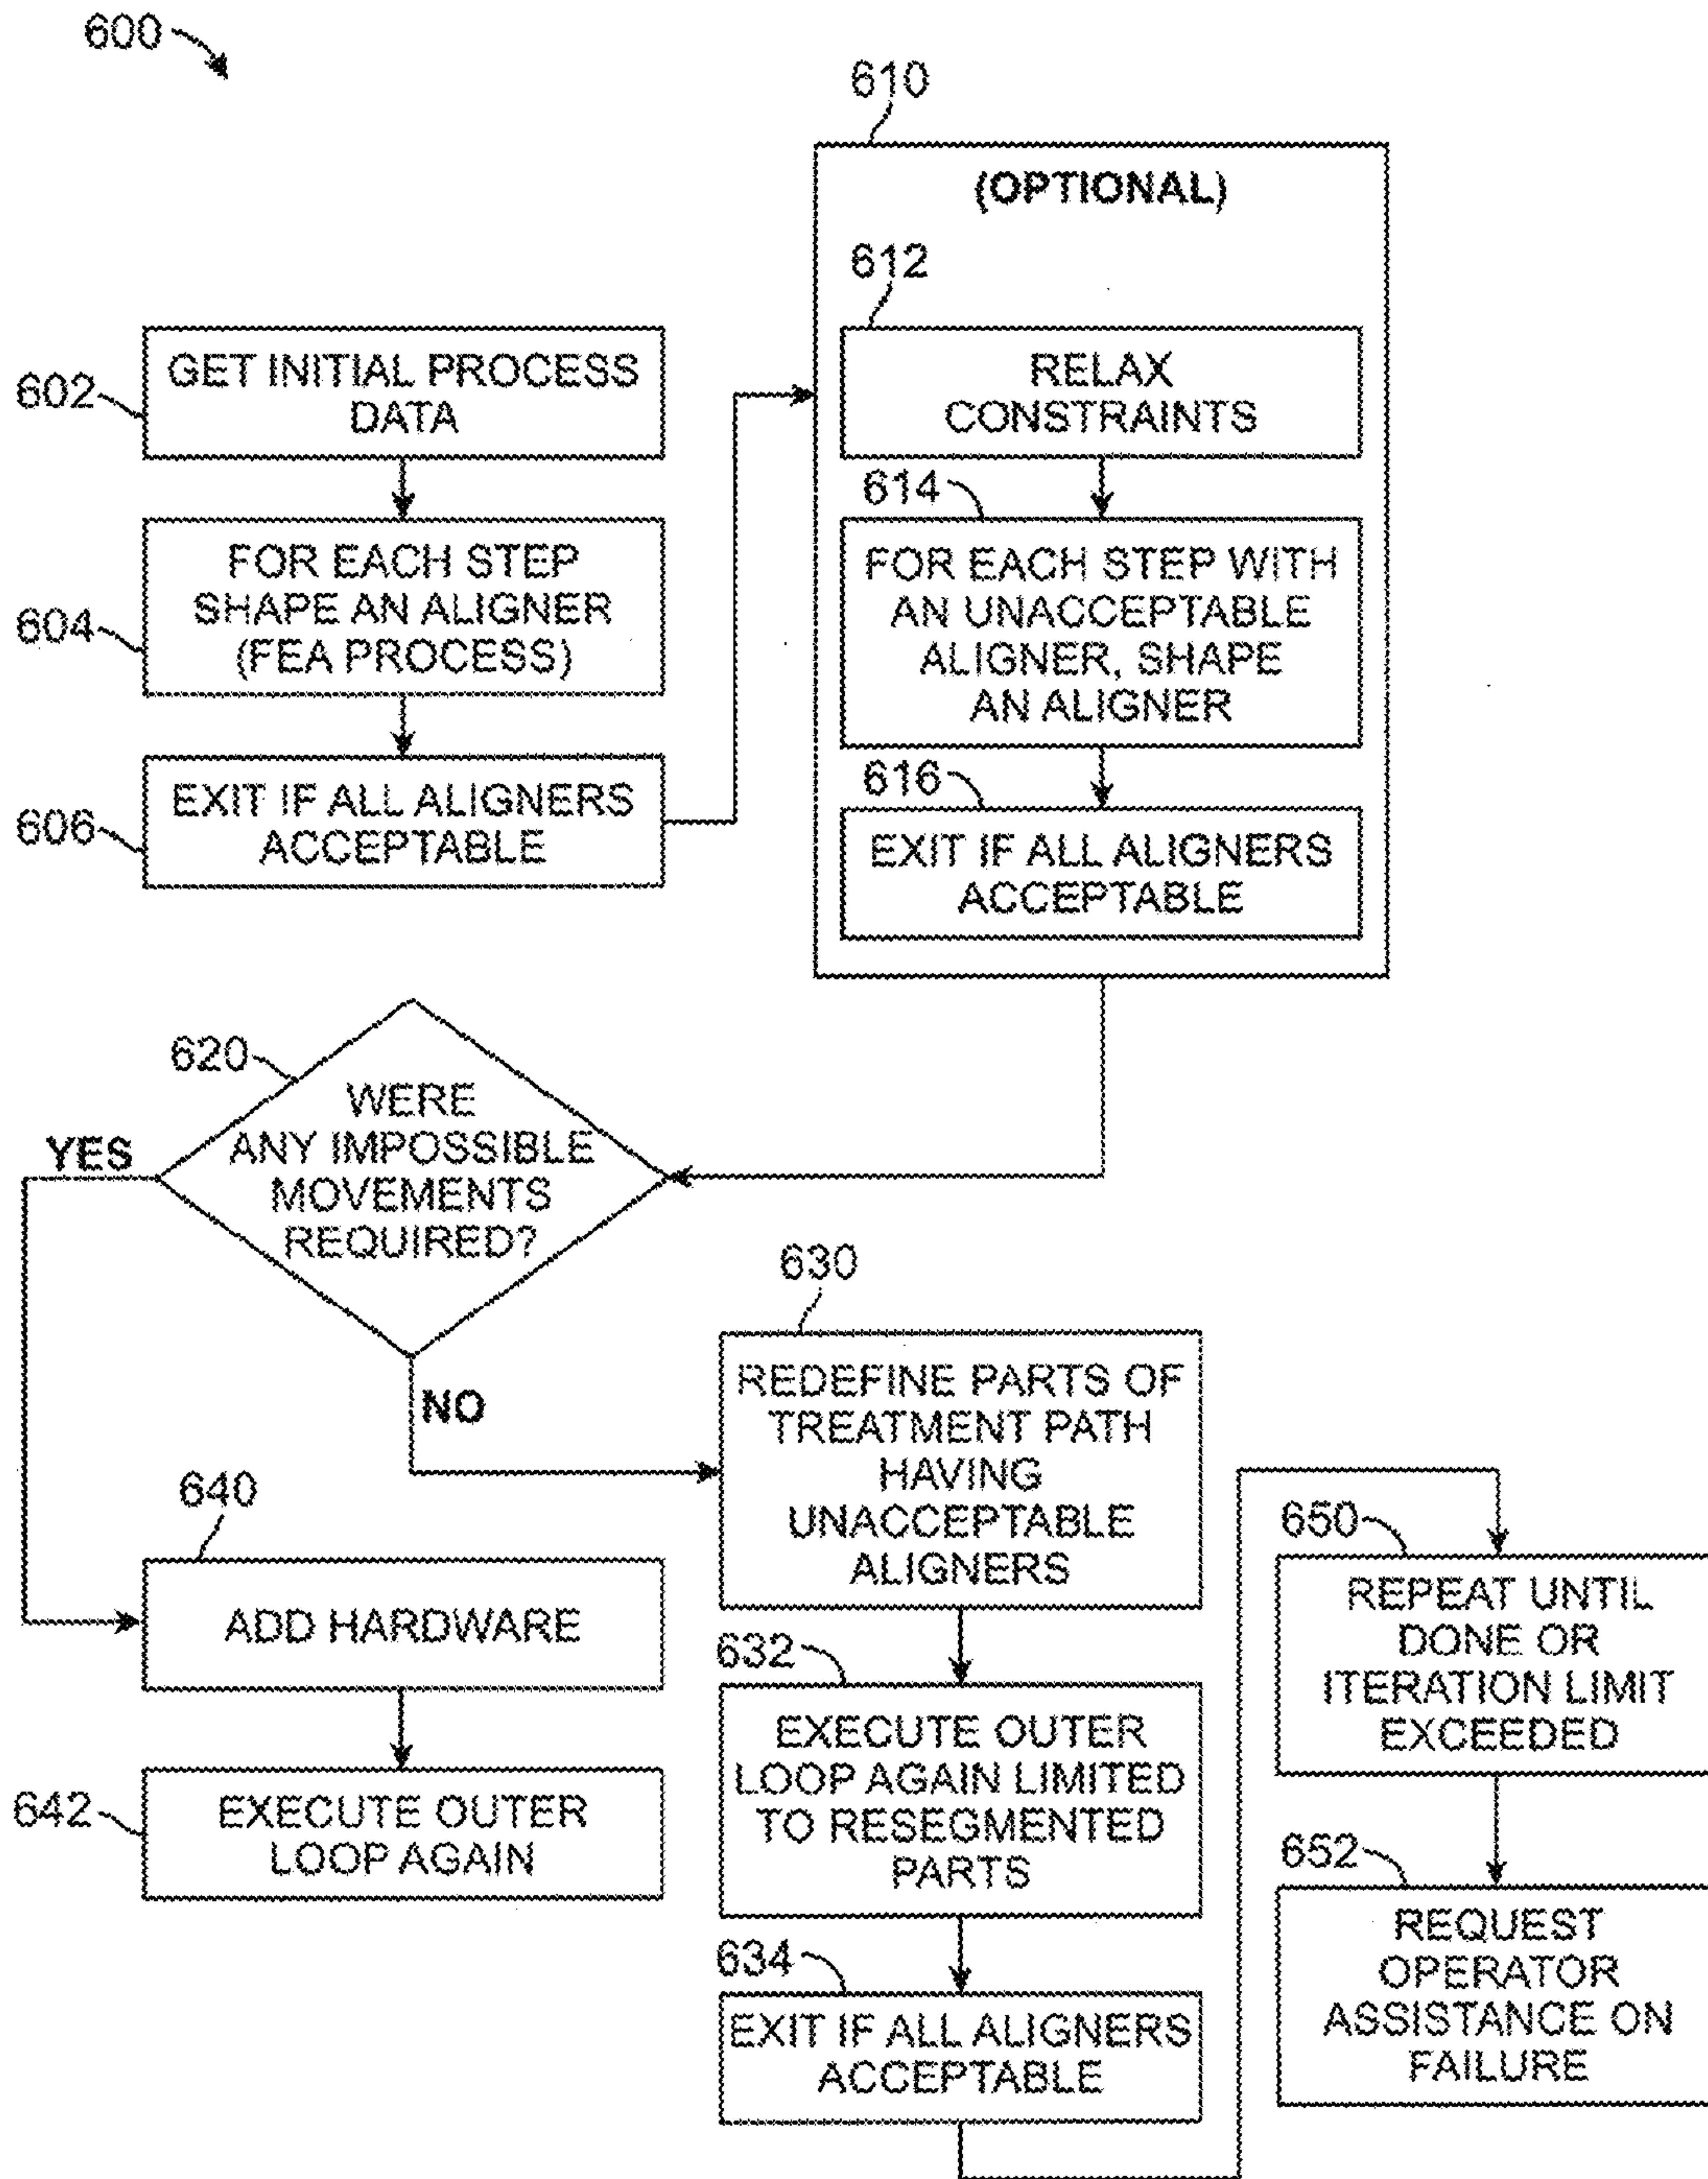 600
602
GET INITIAL PROCESS
DATA
604
FOR EACH STEP
SHAPE AN ALIGNER
(FEA PROCESS)
606
EXIT IF ALL ALIGNERS
ACCEPTABLE
610
(OPTIONAL)
612
RELAX
CONSTRAINTS
614
FOR EACH STEP WITH
AN UNACCEPTABLE
ALIGNER, SHAPE
AN ALIGNER
616
EXIT IF ALL ALIGNERS
ACCEPTABLE
620
WERE
ANY IMPOSSIBLE
MOVEMENTS
REQUIRED?
YES
NO
640
ADD HARDWARE
642
EXECUTE OUTER
LOOP AGAIN
630
REDEFINE PARTS OF
TREATMENT PATH
HAVING
UNACCEPTABLE
ALIGNERS
632
EXECUTE OUTER
LOOP AGAIN LIMITED
TO RESEGMENTED
PARTS
634
EXIT IF ALL ALIGNERS
ACCEPTABLE
650
REPEAT UNTIL
DONE OR
ITERATION LIMIT
EXCEEDED
652
REQUEST
OPERATOR
ASSISTANCE ON
FAILURE